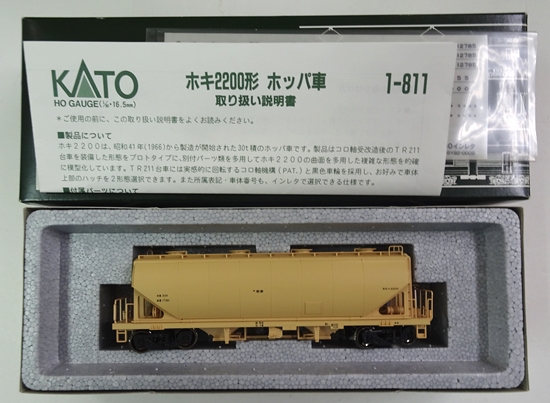 KATO
HO GAUGE(1/80・16.5mm)
ホキ2200形 ホッパ車
取り扱い説明書
1-811
*ご使用の前に、この取り扱い説明書をよくお読みください。
■製品について
ホキ2200は、昭和41年(1966)から製造が開始された30t積のホッパ車です。製品はコロ軸受改造後のTR211
台車を装備した形態をプロトタイプに、別付パーツ類を多用してホキ2200の曲面を多用した複雑な形態を的確
に模型化しています。TR211台車には実感的に回転するコロ軸機構(PAT.)と黒色車輪を採用し、お好みで車体
上部のハッチを2形態選択できます。また所属表記・車体番号も、インレタで選択できる仕様です。
■付属パーツについて